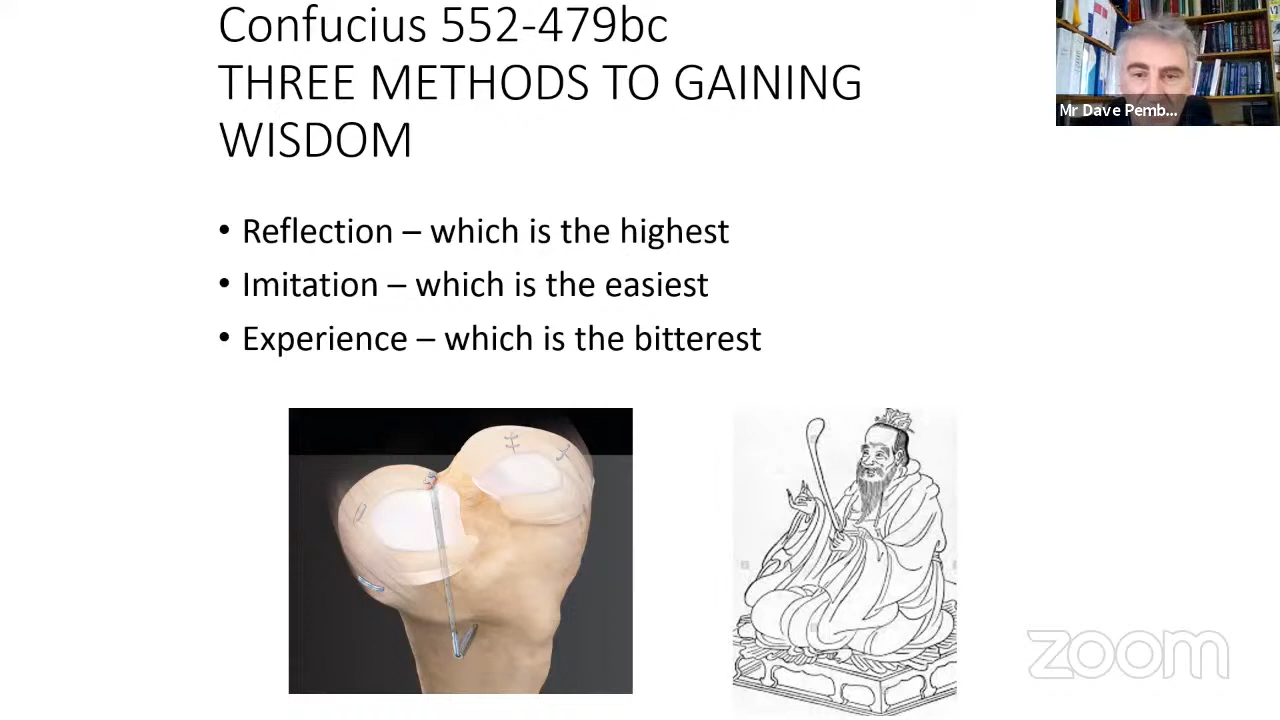 Confucius 552-479bc
THREE METHODS TO GAINING
WISDOM
• Reflection – which is the highest
• Imitation – which is the easiest
• Experience – which is the bitterest
Mr Dave Pemb...
zoom